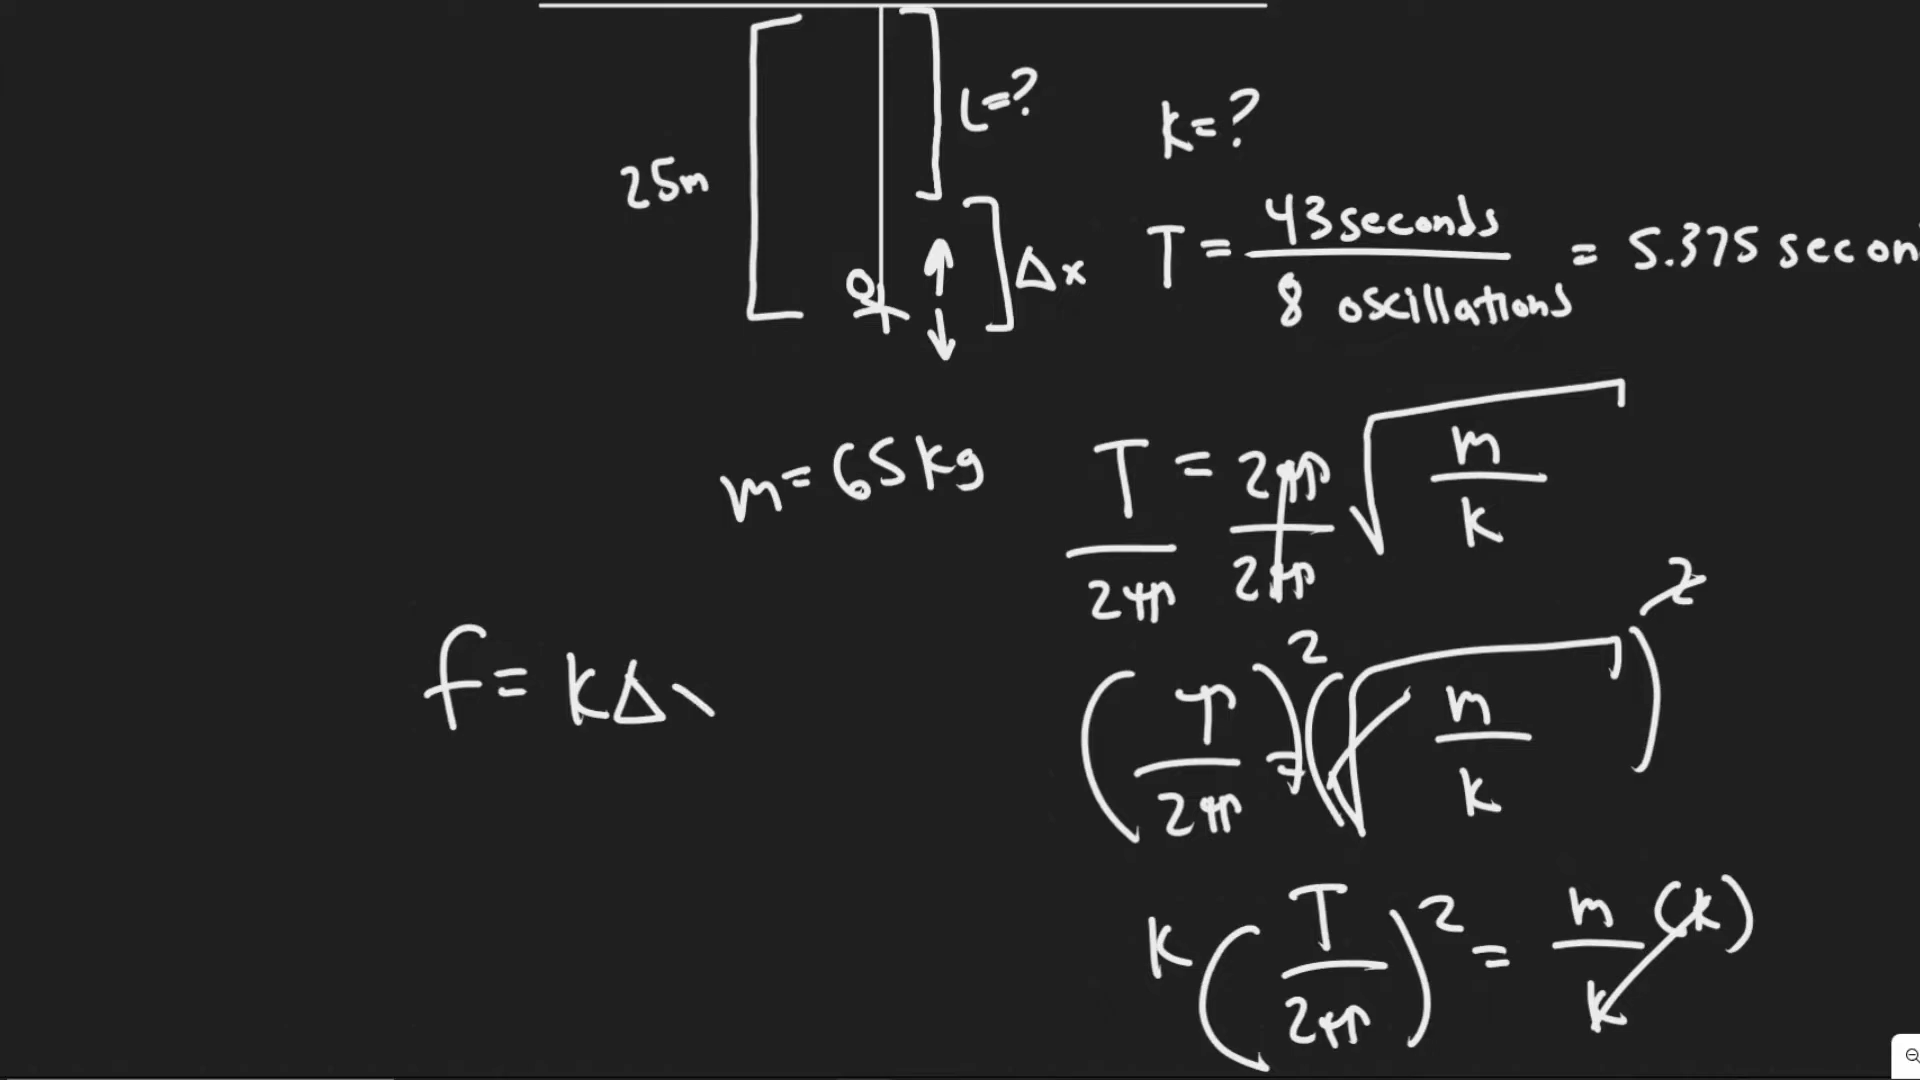 L=?
k=?
25m
Δx
T = 43 seconds / 8 oscillations = 5.375 secon
m = 65kg
T / 2π = 2π / 2π √ m / k
(T / 2π)² = (√ m / k)²
f = kΔ
k (T / 2π)² = m / k (k)